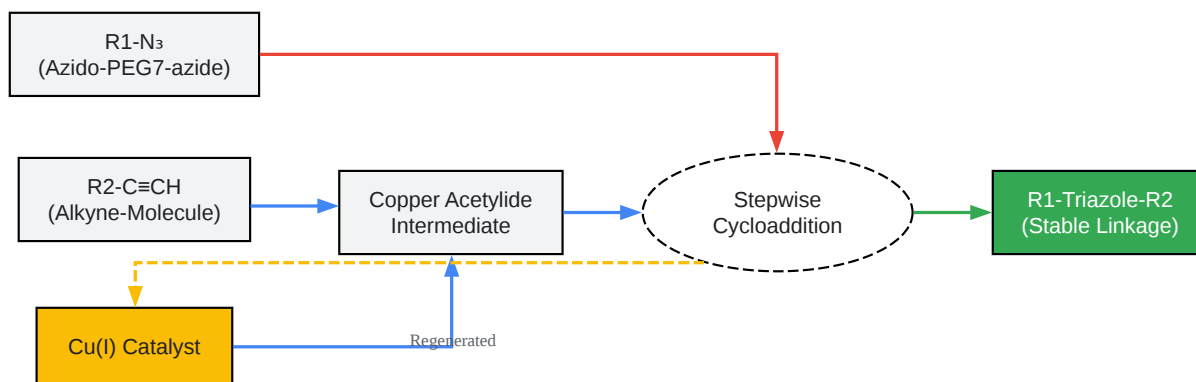 R1-N₃
(Azido-PEG7-azide)
R2-C≡CH
(Alkyne-Molecule)
Copper Acetylide
Intermediate
Stepwise
Cycloaddition
R1-Triazole-R2
(Stable Linkage)
Cu(I) Catalyst
Regenerated